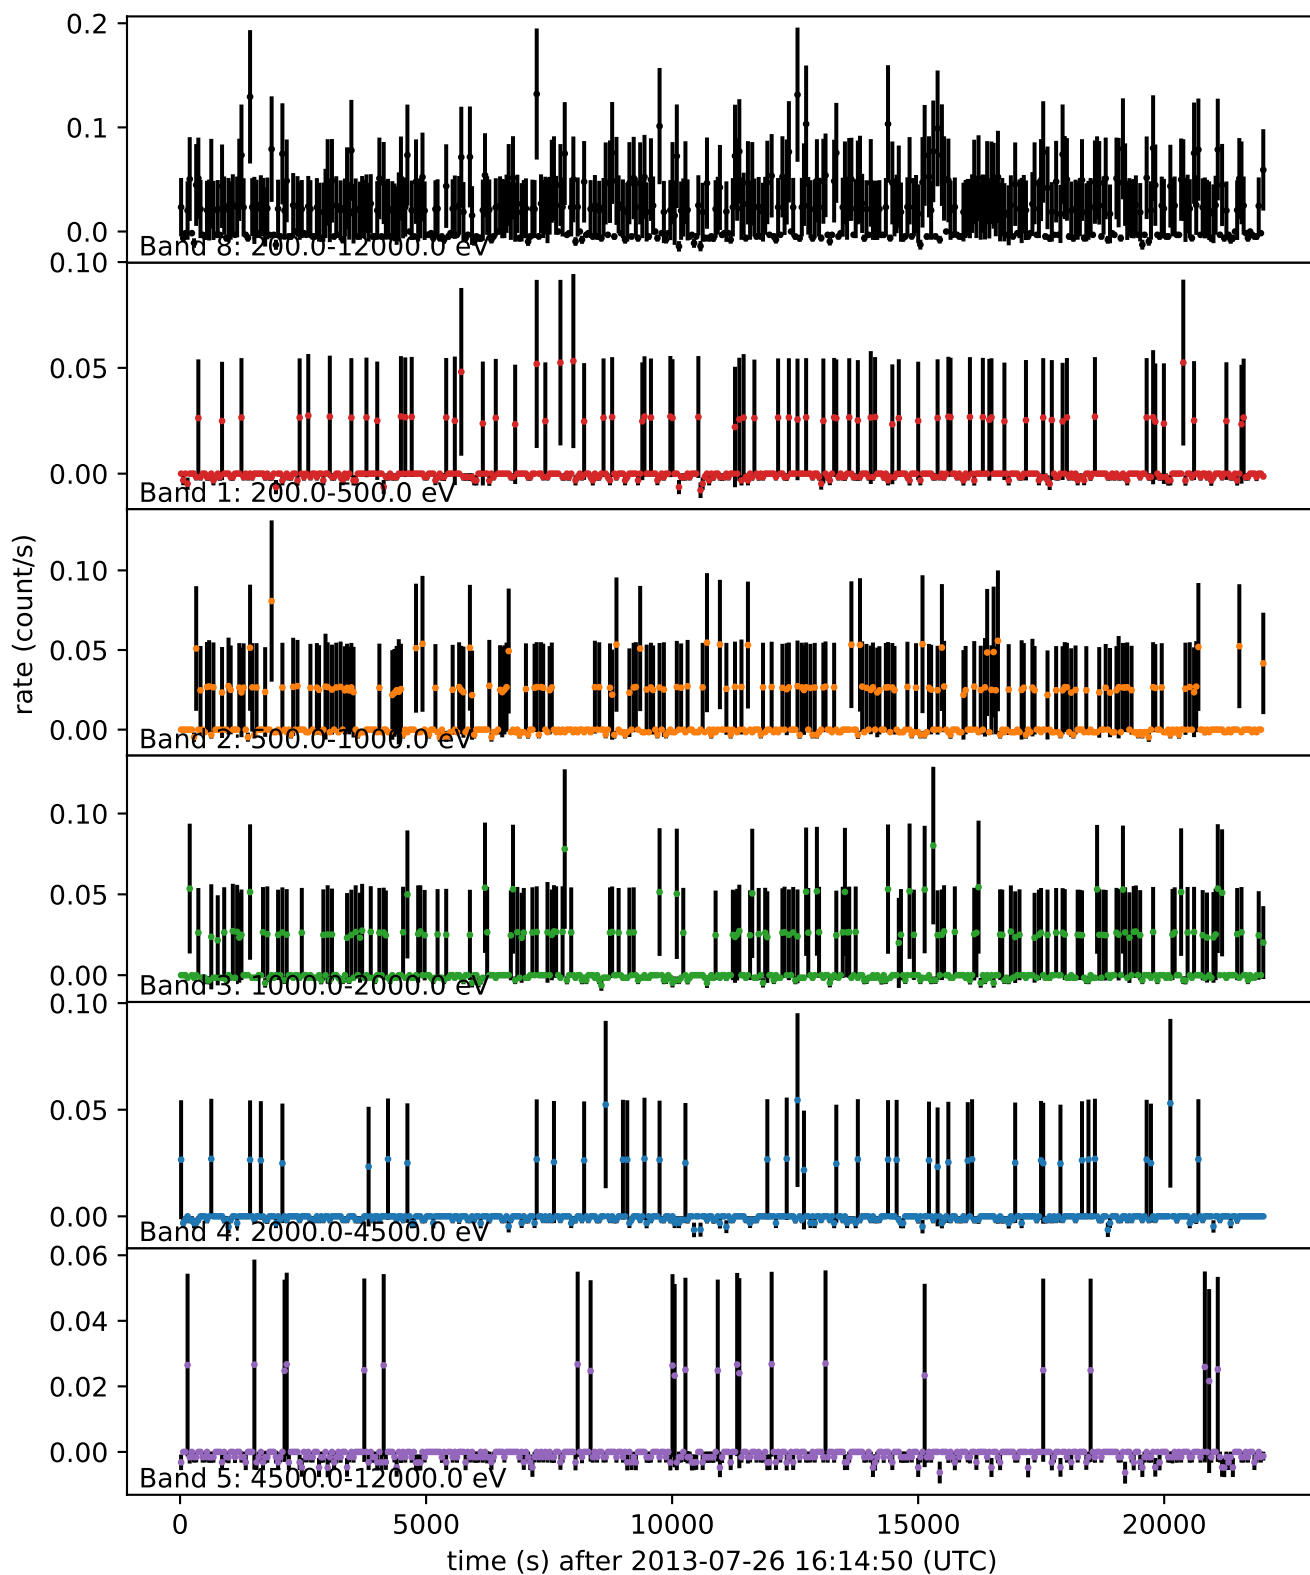 0.2
0.1
0.0
Band 8: 200.0-12000.0 eV
0.10
0.05
0.00
Band 1: 200.0-500.0 eV
0.10
0.05
0.00
Band 2: 500.0-1000.0 eV
rate (count/s)
0.10
0.05
0.00
Band 3: 1000.0-2000.0 eV
0.10
0.05
0.00
Band 4: 2000.0-4500.0 eV
0.06
0.04
0.02
0.00
Band 5: 4500.0-12000.0 eV
0 5000 10000 15000 20000
time (s) after 2013-07-26 16:14:50 (UTC)